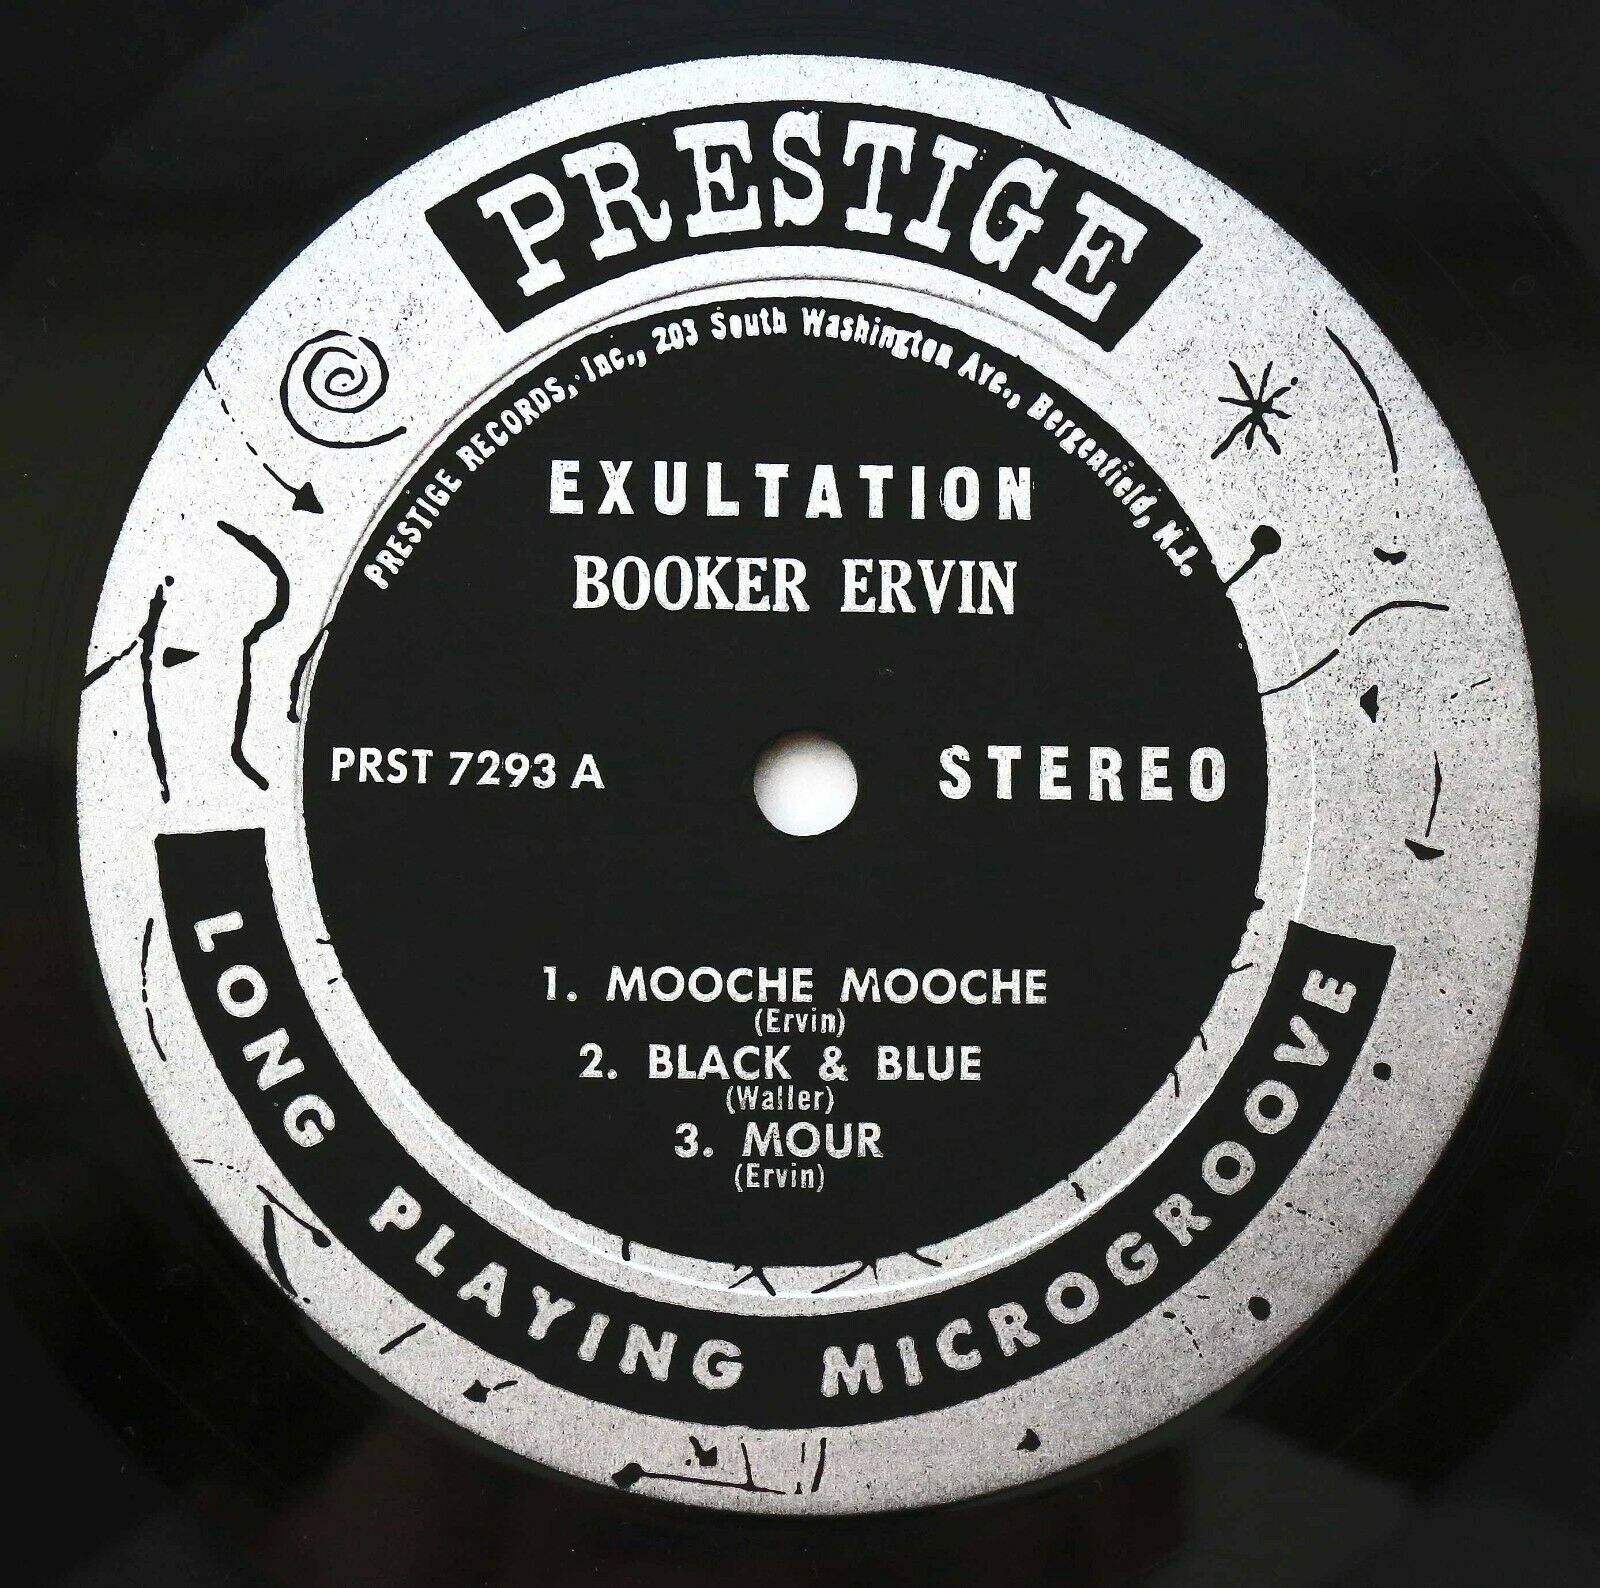 PRESTIGE
PRESTIGE RECORDS, Inc., 203 South Washington Ave., Bergenfield, N.J.
EXULTATION
BOOKER ERVIN
PRST 7293 A
STEREO
1. MOOCHE MOOCHE
(Ervin)
2. BLACK & BLUE
(Waller)
3. MOUR
(Ervin)
LONG PLAYING MICROGROOVE